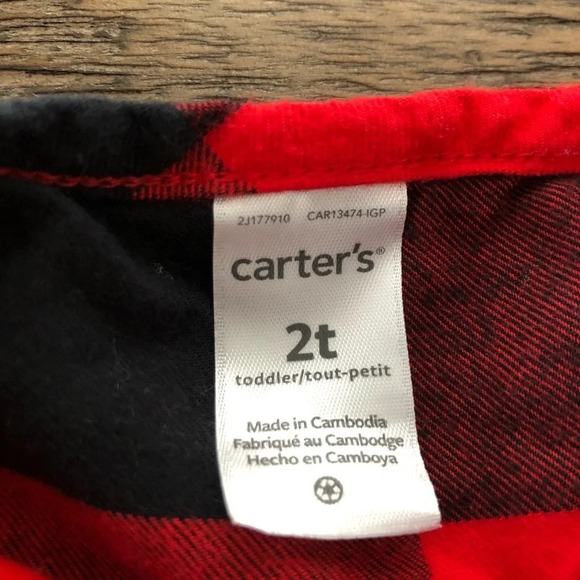 2J177910 CAR13474-IGP
carter's®
2t
toddler/tout-petit
Made in Cambodia
Fabriqué au Cambodge
Hecho en Camboya